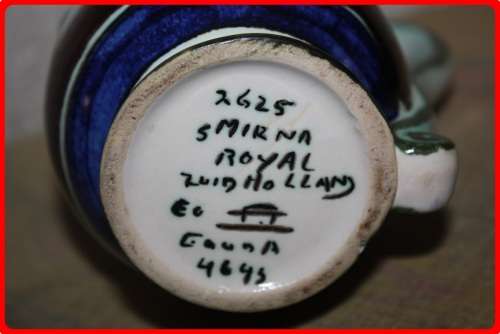 2625
SMIRNA
ROYAL
ZUID HOLLAND
Eo
GOUDA
4645